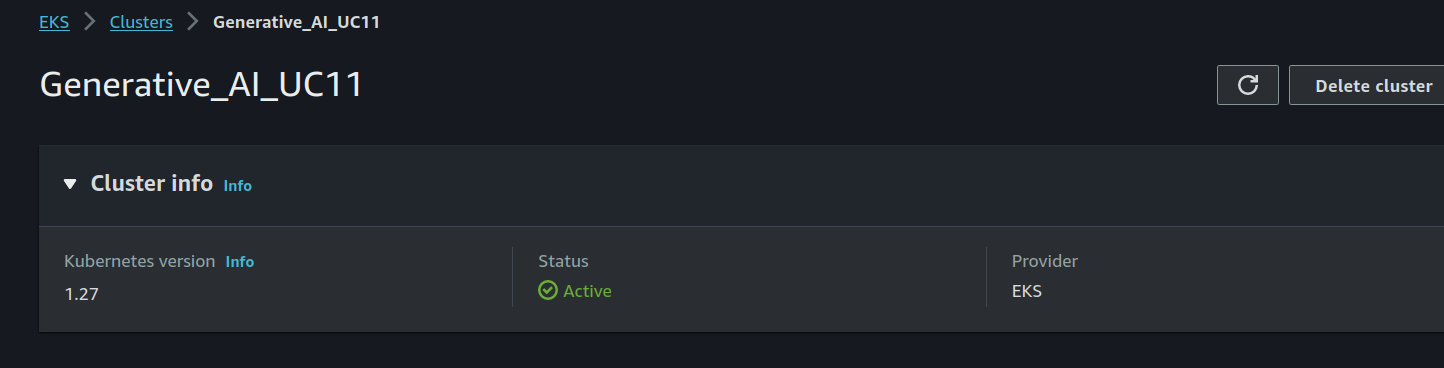 EKS Clusters Generative_AI_UC11
Generative_AI_UC11
Delete cluster
Cluster info Info
Kubernetes version Info
1.27
Status
Active
Provider
EKS